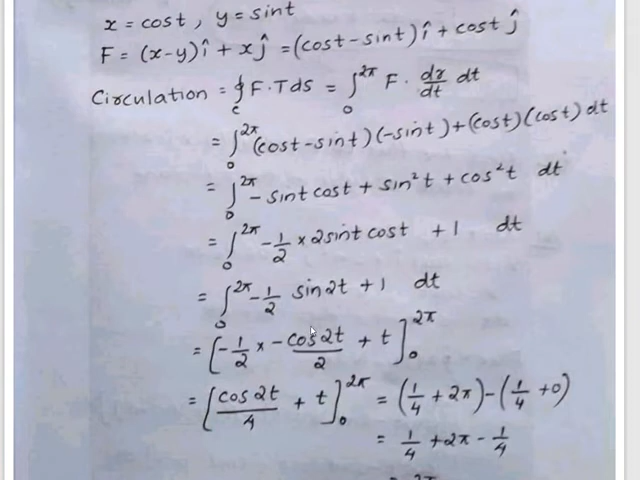 x = cost, y = sint
F = (x-y)î + xĵ = (cost-sint)î + cost ĵ
Circulation = ∮_C F·T ds = ∫₀^2π F · dr/dt dt
= ∫₀^2π (cost-sint)(-sint)+(cost)(cost) dt
= ∫₀^2π - sint cost + sin²t + cos²t dt
= ∫₀^2π -1/2 × 2sint cost + 1 dt
= ∫₀^2π -1/2 sin2t + 1 dt
= [-1/2 × -cos2t/2 + t]₀^2π
= [cos2t/4 + t]₀^2π = (1/4 + 2π)-(1/4 +0)
= 1/4 +2π - 1/4